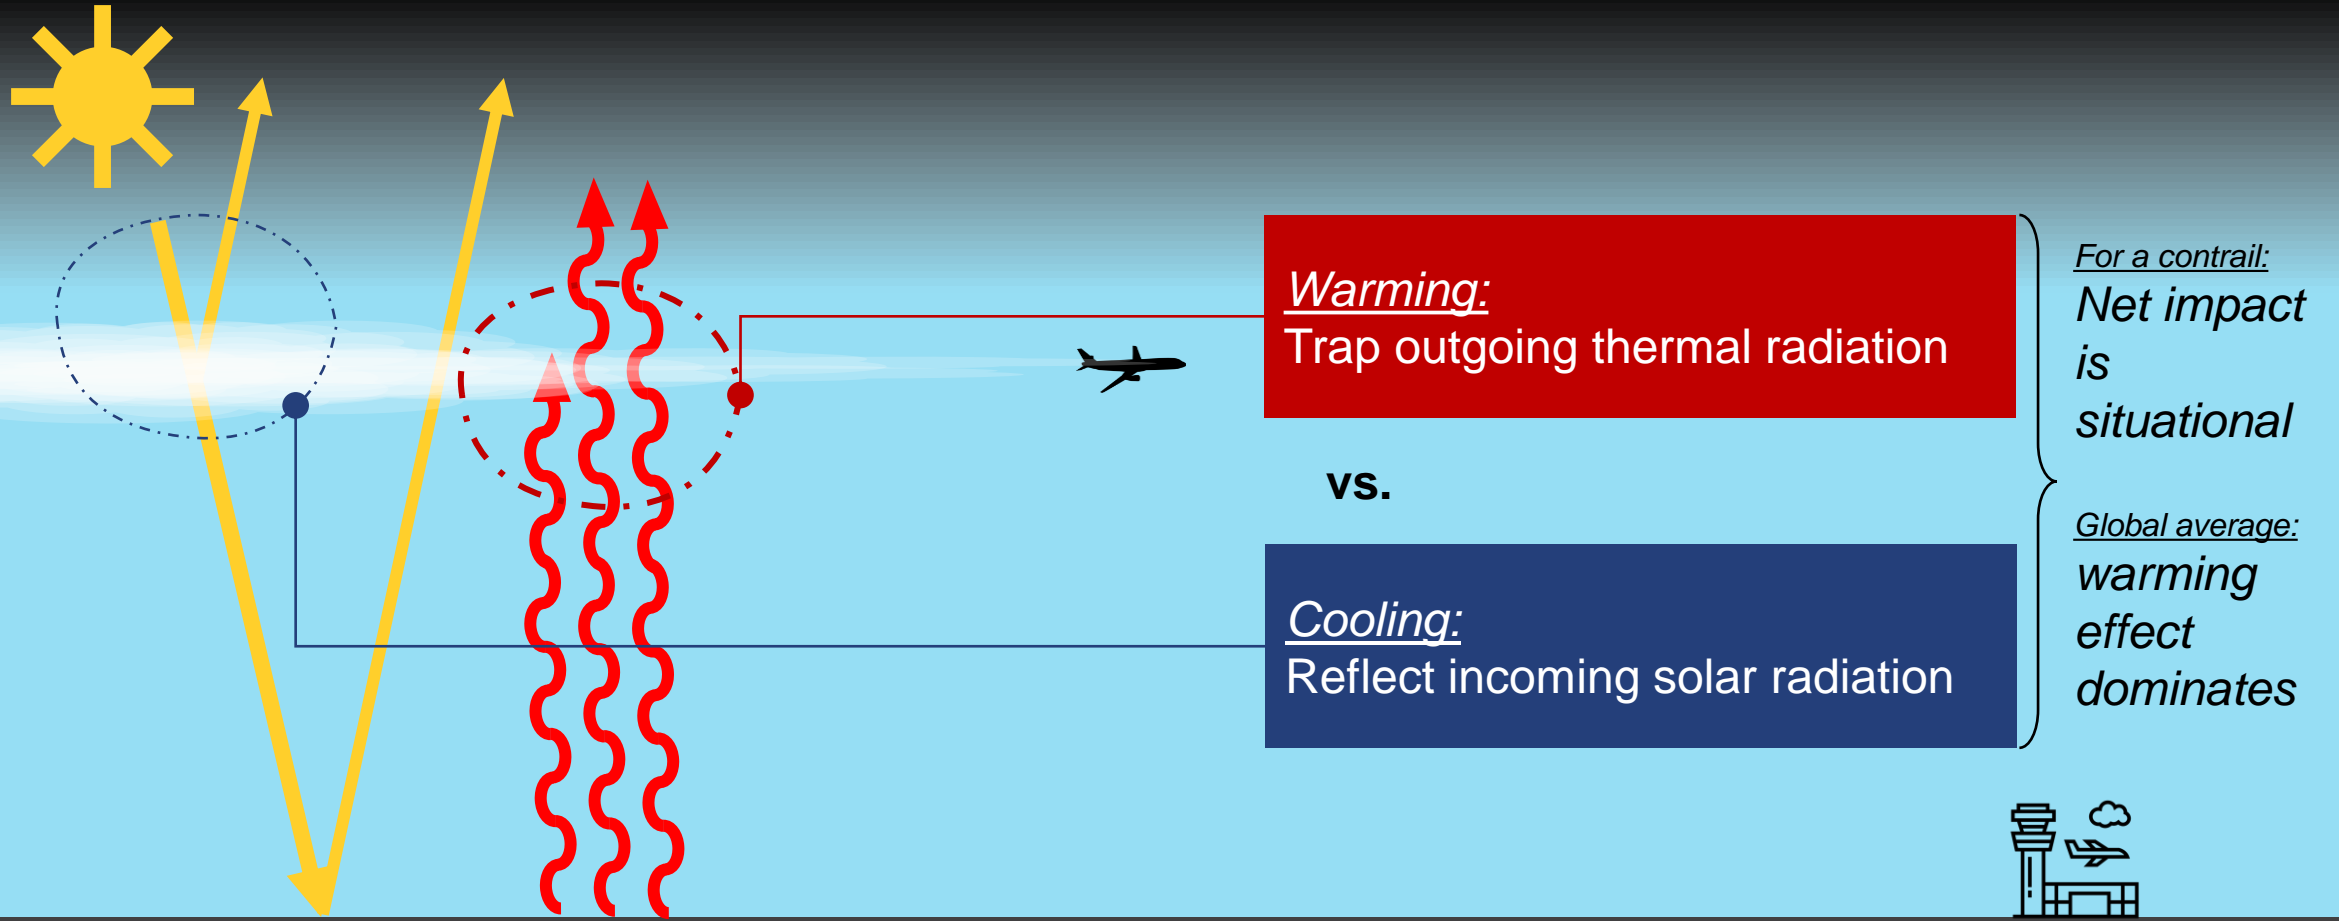 Warming:
Trap outgoing thermal radiation
vs.
Cooling:
Reflect incoming solar radiation
For a contrail:
Net impact
is
situational
Global average:
warming
effect
dominates